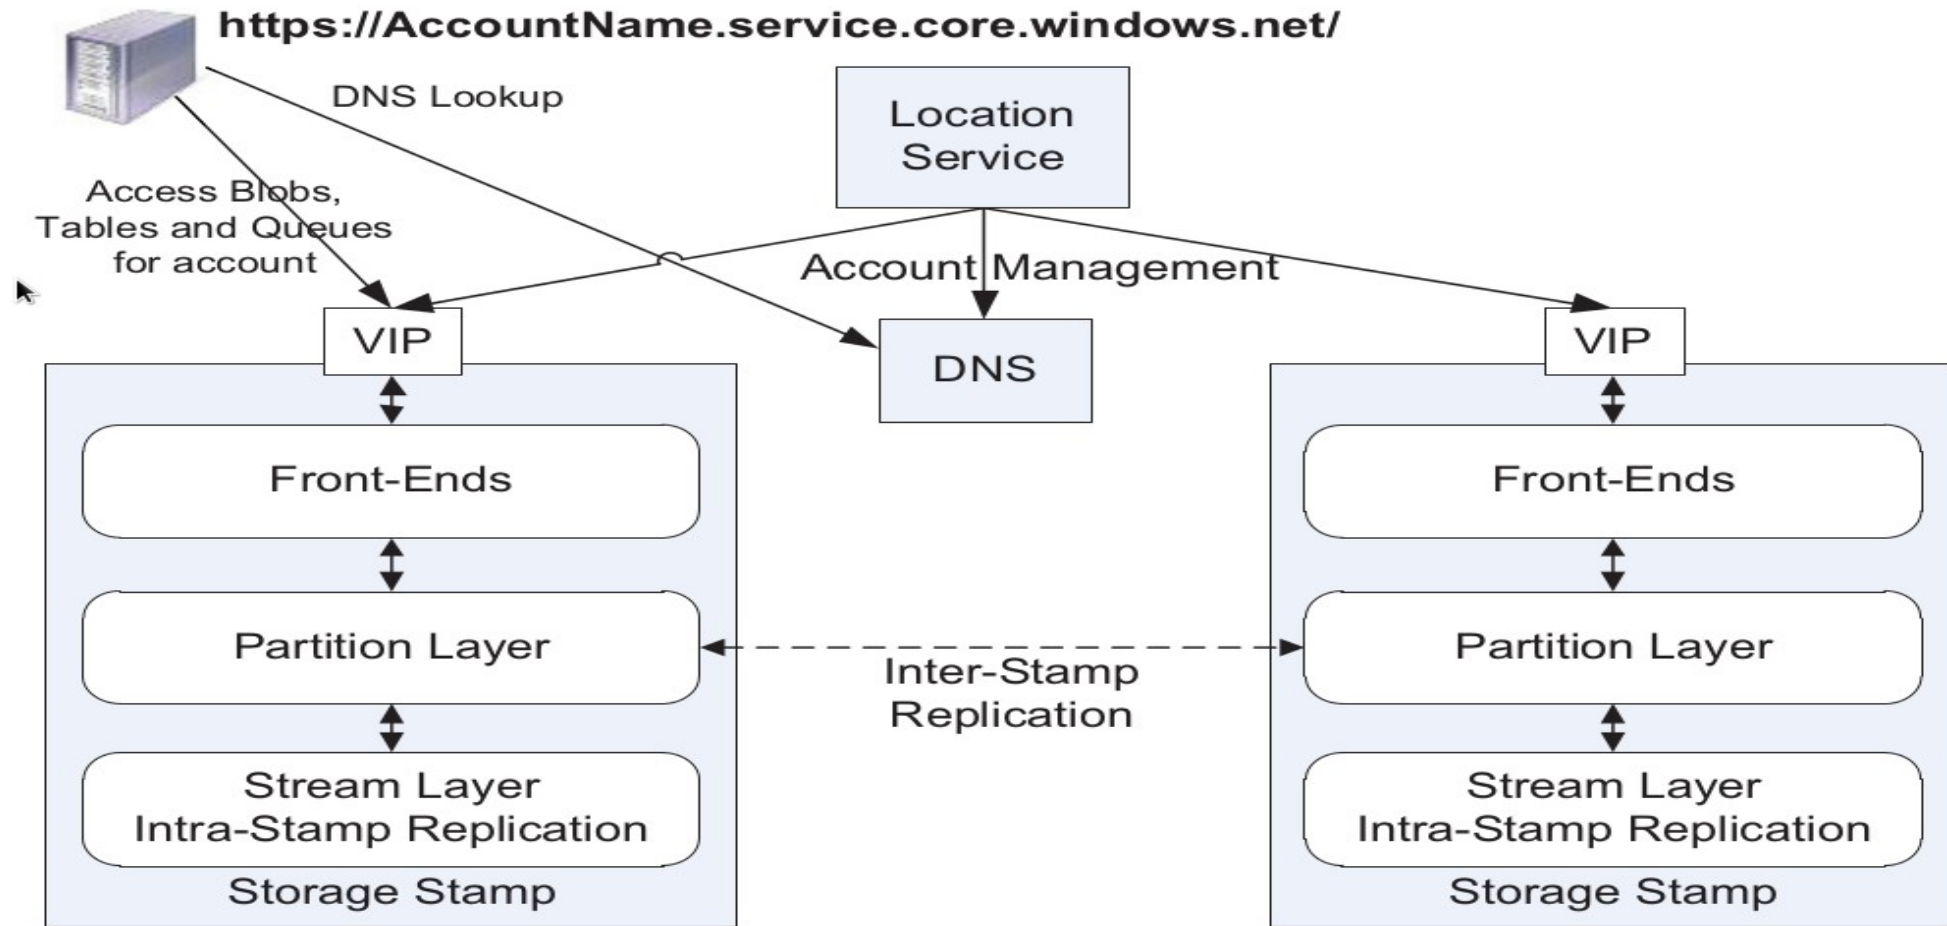 https://AccountName.service.core.windows.net/
DNS Lookup
Location
Service
Access Blobs,
Tables and Queues
for account
Account Management
VIP
DNS
VIP
Front-Ends
Front-Ends
Partition Layer
Inter-Stamp
Replication
Partition Layer
Stream Layer
Intra-Stamp Replication
Stream Layer
Intra-Stamp Replication
Storage Stamp
Storage Stamp